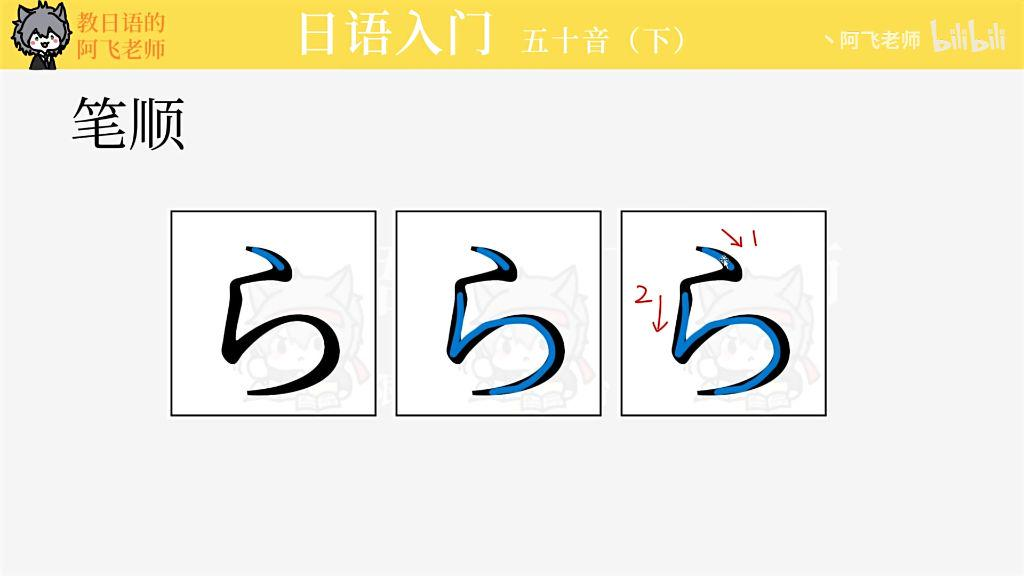 教日语的
阿飞老师
日语入门 五十音（下）
丶阿飞老师 bilibili
笔顺
ら ら ら
1
2